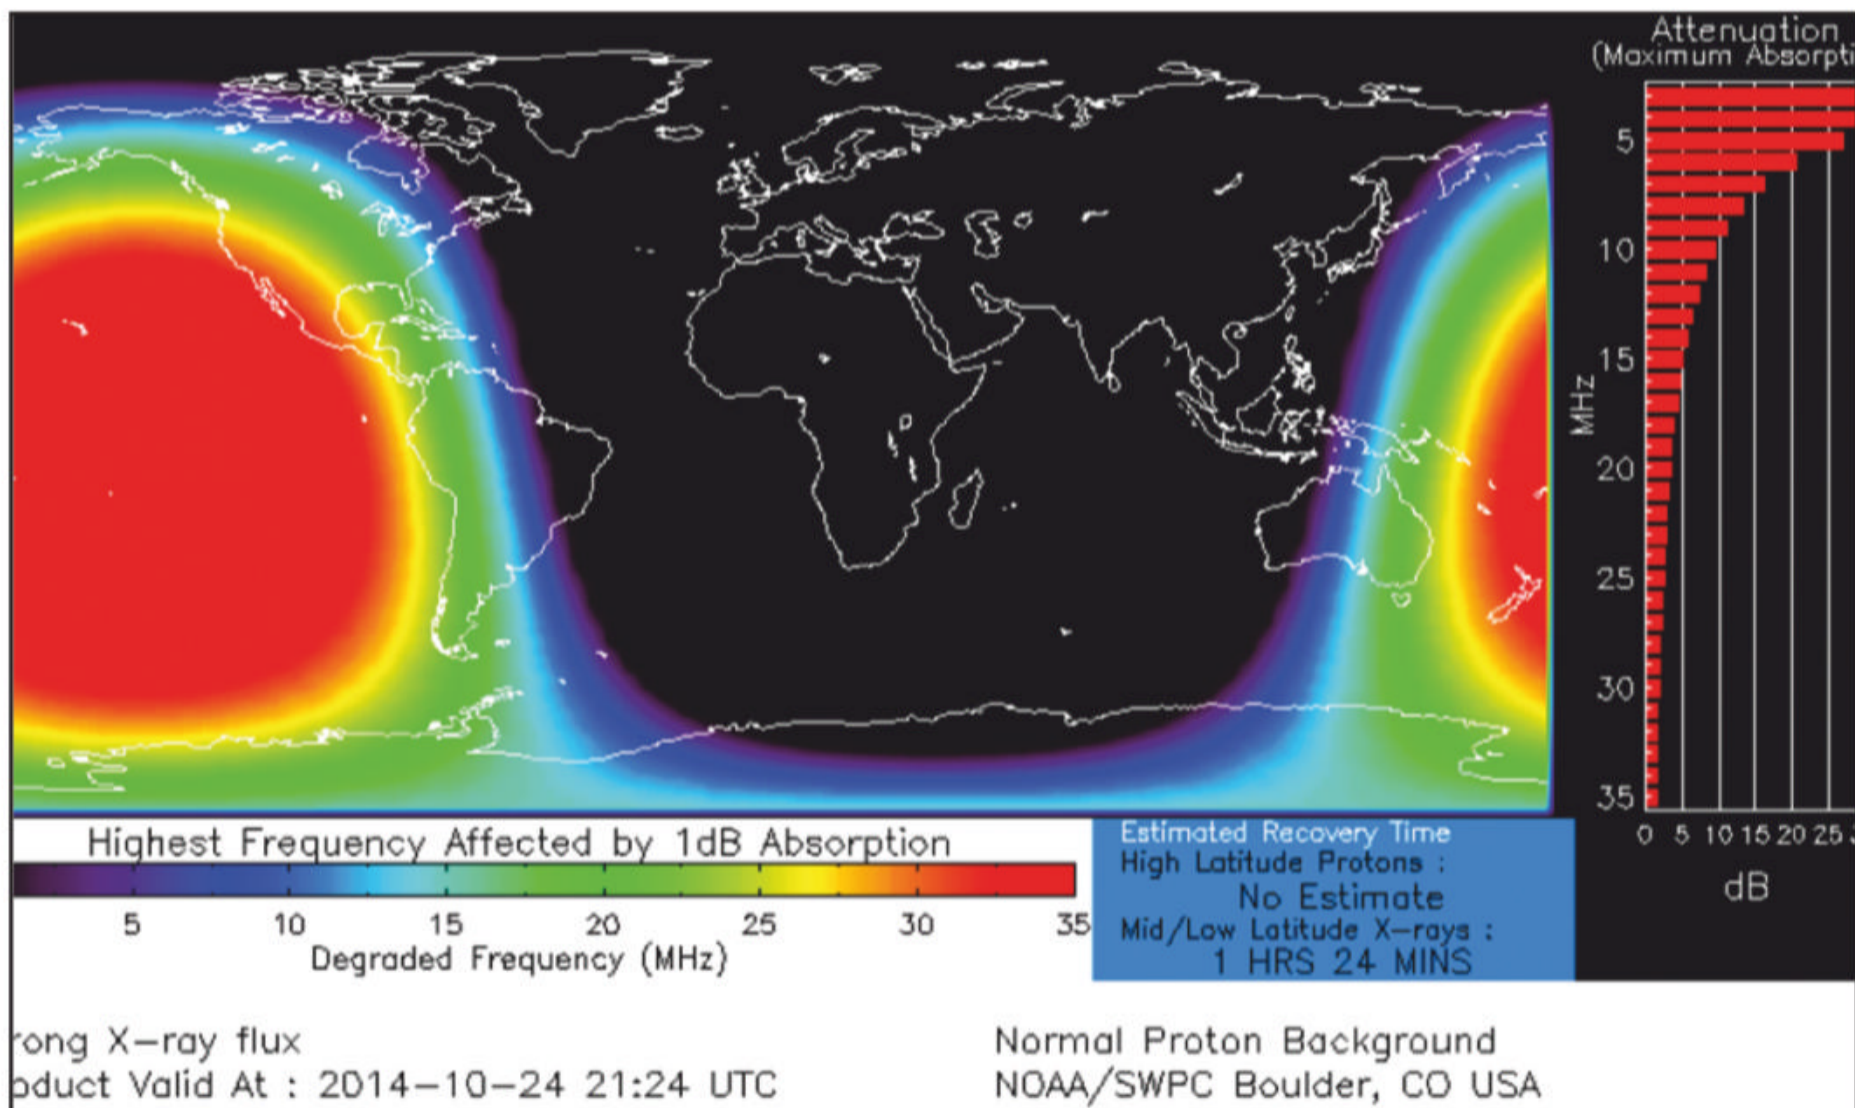 Attenuation
(Maximum Absorpti
5
10
15
20
25
30
35
MHz
0 5 10 15 20 25
dB
Highest Frequency Affected by 1dB Absorption
5 10 15 20 25 30 35
Degraded Frequency (MHz)
Estimated Recovery Time
High Latitude Protons :
No Estimate
Mid/Low Latitude X-rays :
1 HRS 24 MINS
rong X-ray flux
oduct Valid At : 2014-10-24 21:24 UTC
Normal Proton Background
NOAA/SWPC Boulder, CO USA